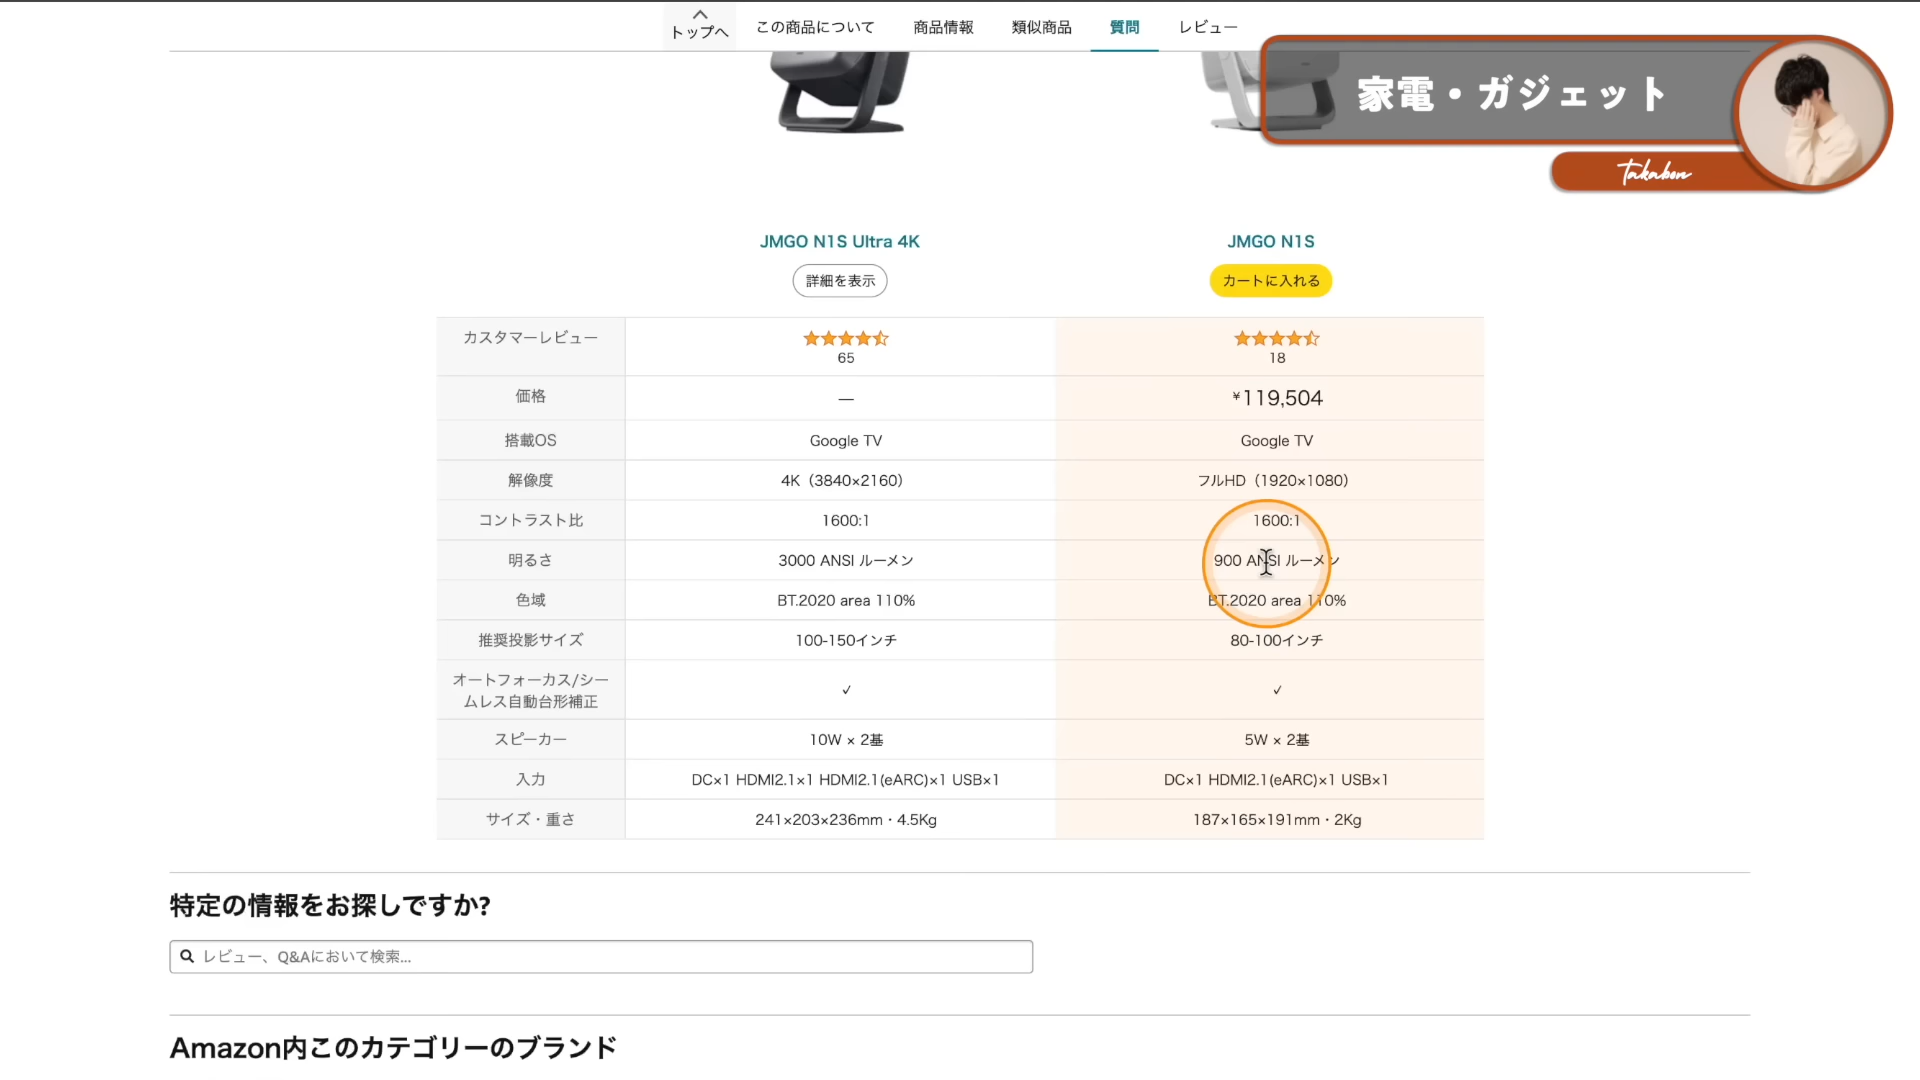 トップへ
この商品について
商品情報
類似商品
質問
レビュー
家電・ガジェット
Takabon
JMGO N1S Ultra 4K
JMGO N1S
詳細を表示
カートに入れる
カスタマーレビュー
65
18
価格
—
¥119,504
搭載OS
Google TV
Google TV
解像度
4K（3840×2160）
フルHD（1920×1080）
コントラスト比
1600:1
1600:1
明るさ
3000 ANSI ルーメン
900 ANSI ルーメン
色域
BT.2020 area 110%
BT.2020 area 110%
推奨投影サイズ
100-150インチ
80-100インチ
オートフォーカス/シー
ムレス自動台形補正
✓
✓
スピーカー
10W × 2基
5W × 2基
入力
DC×1 HDMI2.1×1 HDMI2.1(eARC)×1 USB×1
DC×1 HDMI2.1(eARC)×1 USB×1
サイズ・重さ
241×203×236mm・4.5Kg
187×165×191mm・2Kg
特定の情報をお探しですか?
レビュー、Q&Aにおいて検索...
Amazon内このカテゴリーのブランド